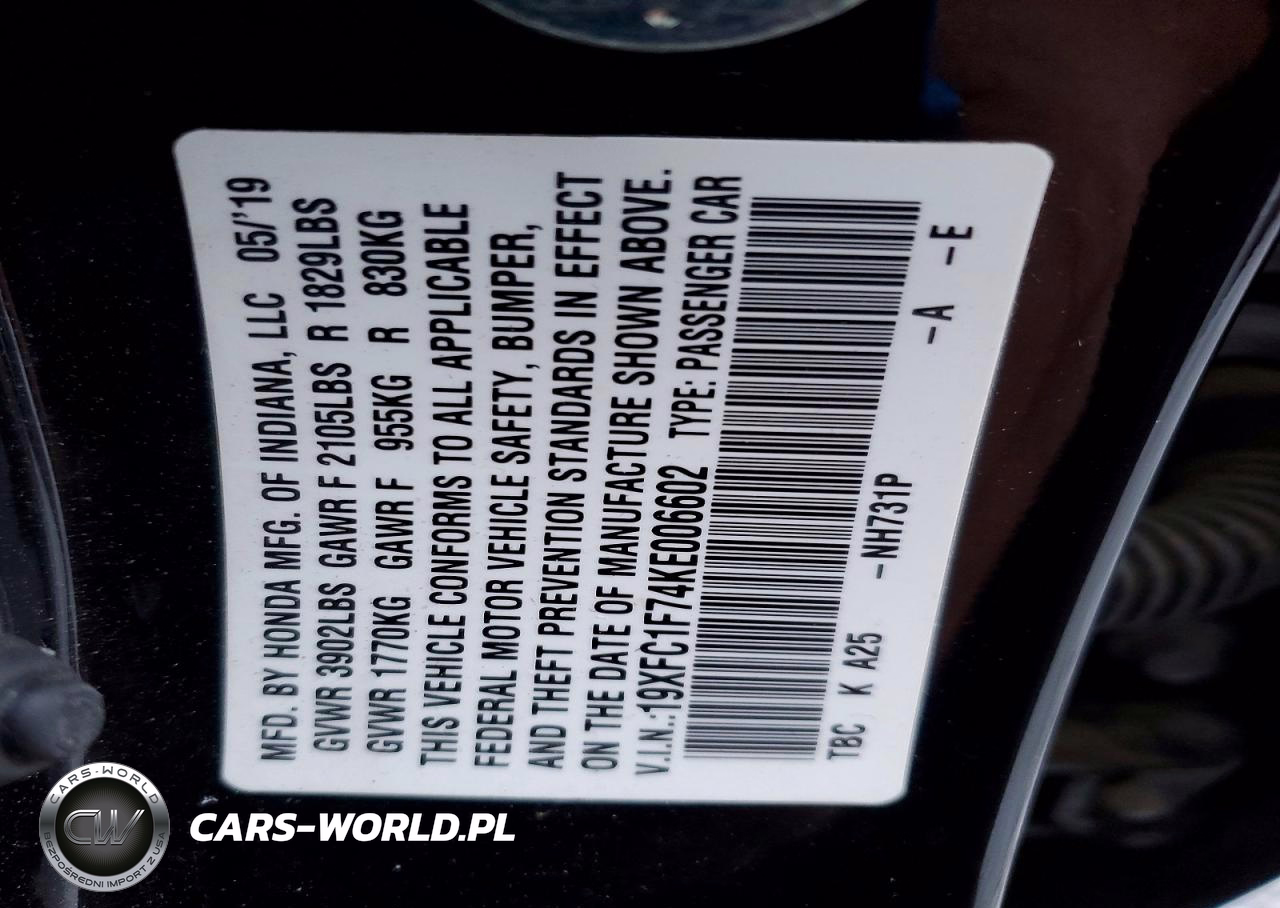 MFD. BY HONDA MFG. OF INDIANA, LLC 05/'19
GVWR 3902LBS GAWR F 2105LBS R 1829LBS
GVWR 1770KG GAWR F 955KG R 830KG
THIS VEHICLE CONFORMS TO ALL APPLICABLE
FEDERAL MOTOR VEHICLE SAFETY, BUMPER,
AND THEFT PREVENTION STANDARDS IN EFFECT
ON THE DATE OF MANUFACTURE SHOWN ABOVE.
V.I.N.:19XFC1F74KE006602 TYPE: PASSENGER CAR
TBC K A25 -NH731P -A -E
CARS-WORLD
CW
BEZPOŚREDNI IMPORT Z USA
CARS-WORLD.PL